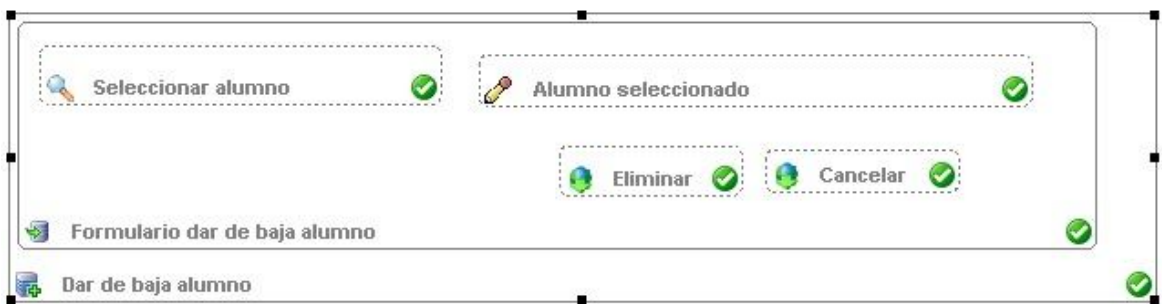 Seleccionar alumno
Alumno seleccionado
Eliminar
Cancelar
Formulario dar de baja alumno
Dar de baja alumno